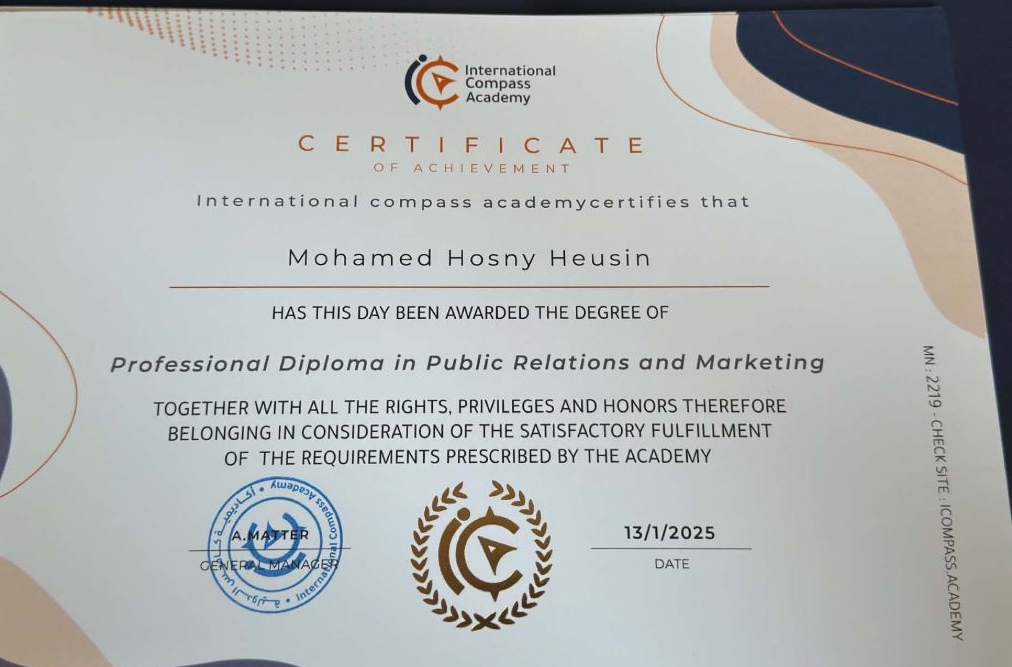 International
Compass
Academy
CERTIFICATE
OF ACHIEVEMENT
International compass academycertifies that
Mohamed Hosny Heusin
HAS THIS DAY BEEN AWARDED THE DEGREE OF
Professional Diploma in Public Relations and Marketing
TOGETHER WITH ALL THE RIGHTS, PRIVILEGES AND HONORS THEREFORE
BELONGING IN CONSIDERATION OF THE SATISFACTORY FULFILLMENT
OF THE REQUIREMENTS PRESCRIBED BY THE ACADEMY
A.MATTER
GENERAL MANAGER
International Compass Academy
13/1/2025
DATE
MN : 2219 - CHECK SITE : ICOMPASS.ACADEMY